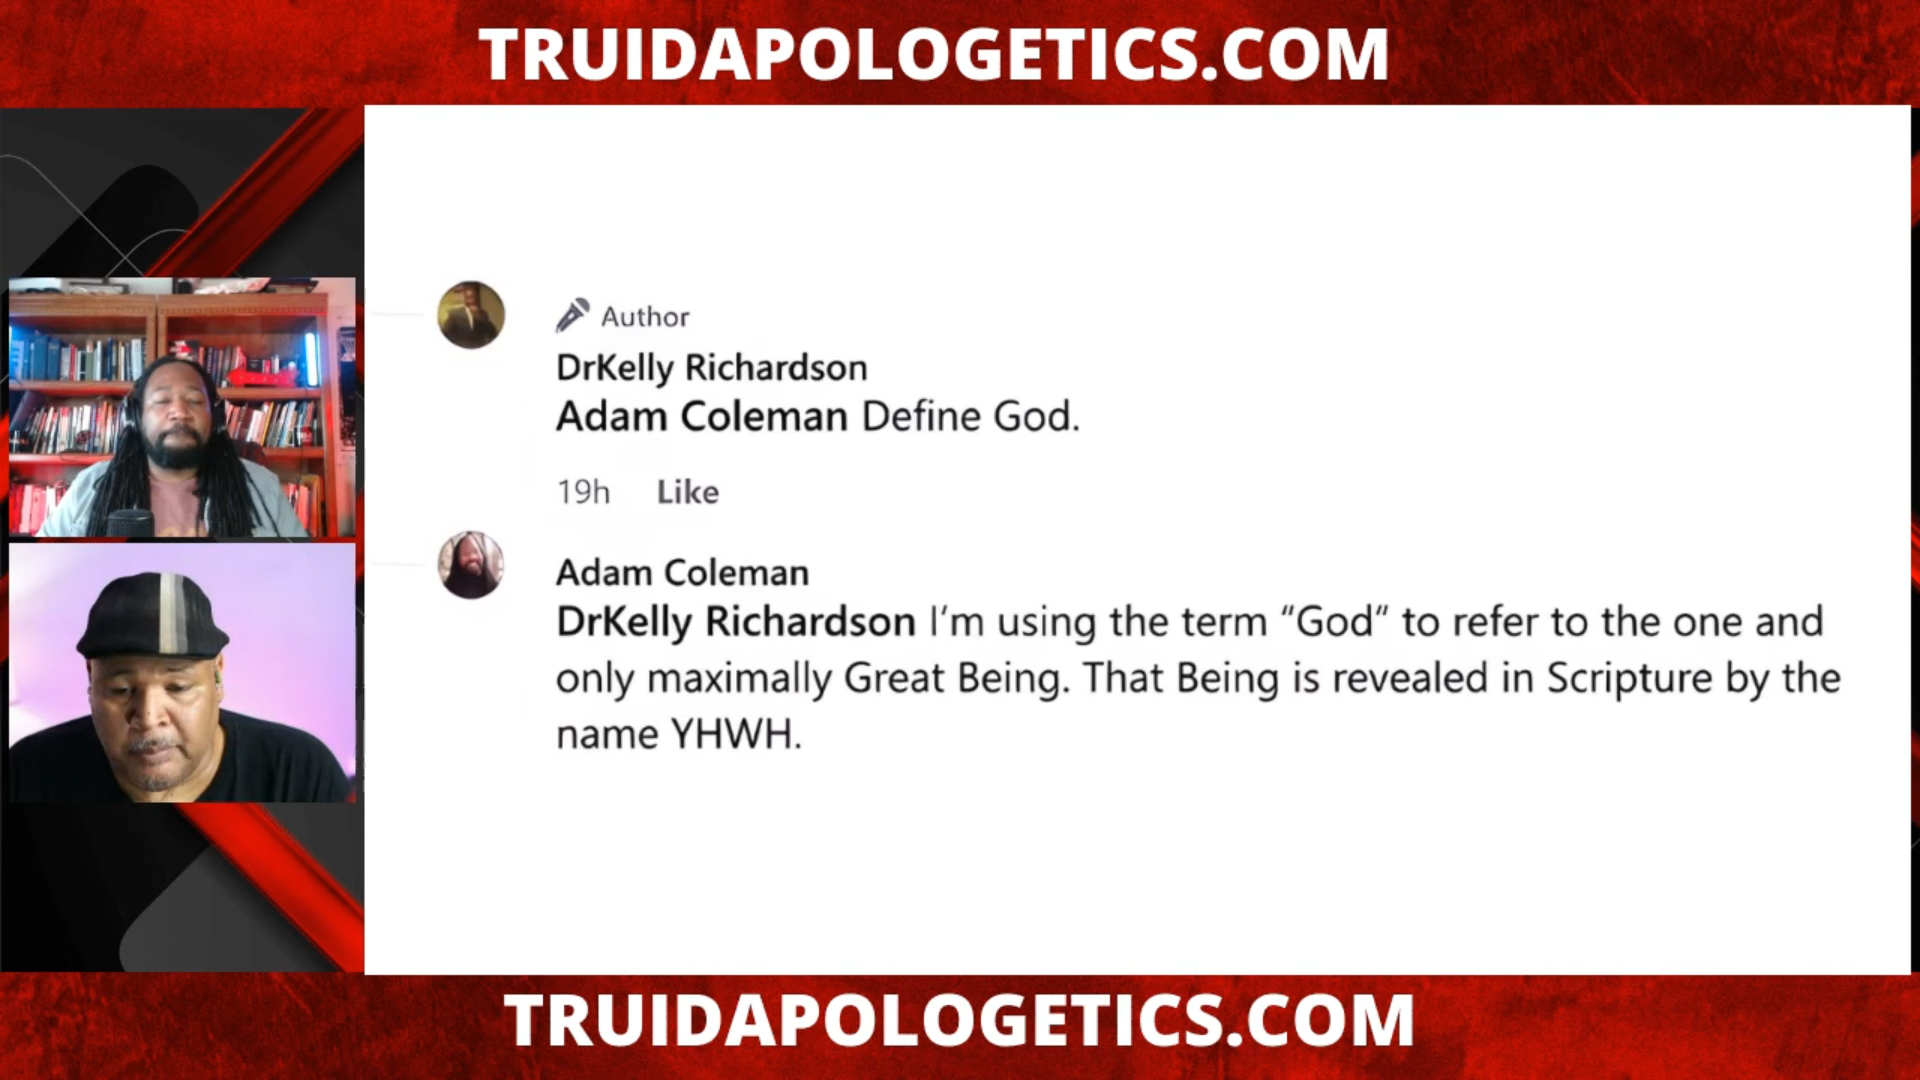 TRUIDAPOLOGETICS.COM
Author
DrKelly Richardson
Adam Coleman Define God.
19h Like
Adam Coleman
DrKelly Richardson I'm using the term “God” to refer to the one and
only maximally Great Being. That Being is revealed in Scripture by the
name YHWH.
TRUIDAPOLOGETICS.COM